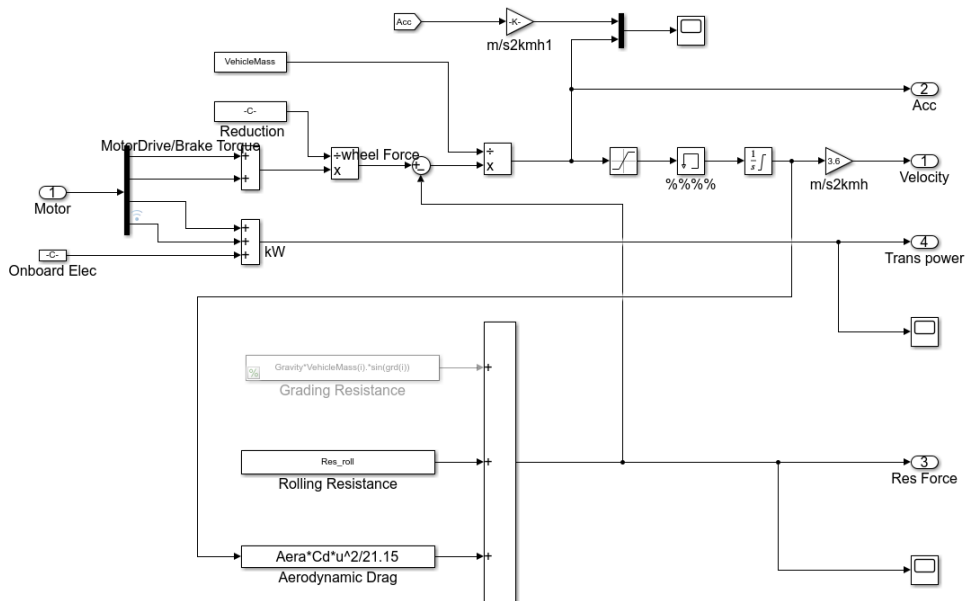 Acc
-K-
m/s2kmh1
VehicleMass
-C-
Reduction
2
Acc
MotorDrive/Brake Torque
+
+
÷
X
wheel Force
+
−
÷
X
%%%%
1
s
∫
3.6
m/s2kmh
1
Velocity
1
Motor
+
+
+
kW
-C-
Onboard Elec
4
Trans power
Gravity*VehicleMass(i).*sin(grd(i))
%
Grading Resistance
+
Res_roll
Rolling Resistance
+
3
Res Force
Aera*Cd*u^2/21.15
Aerodynamic Drag
+